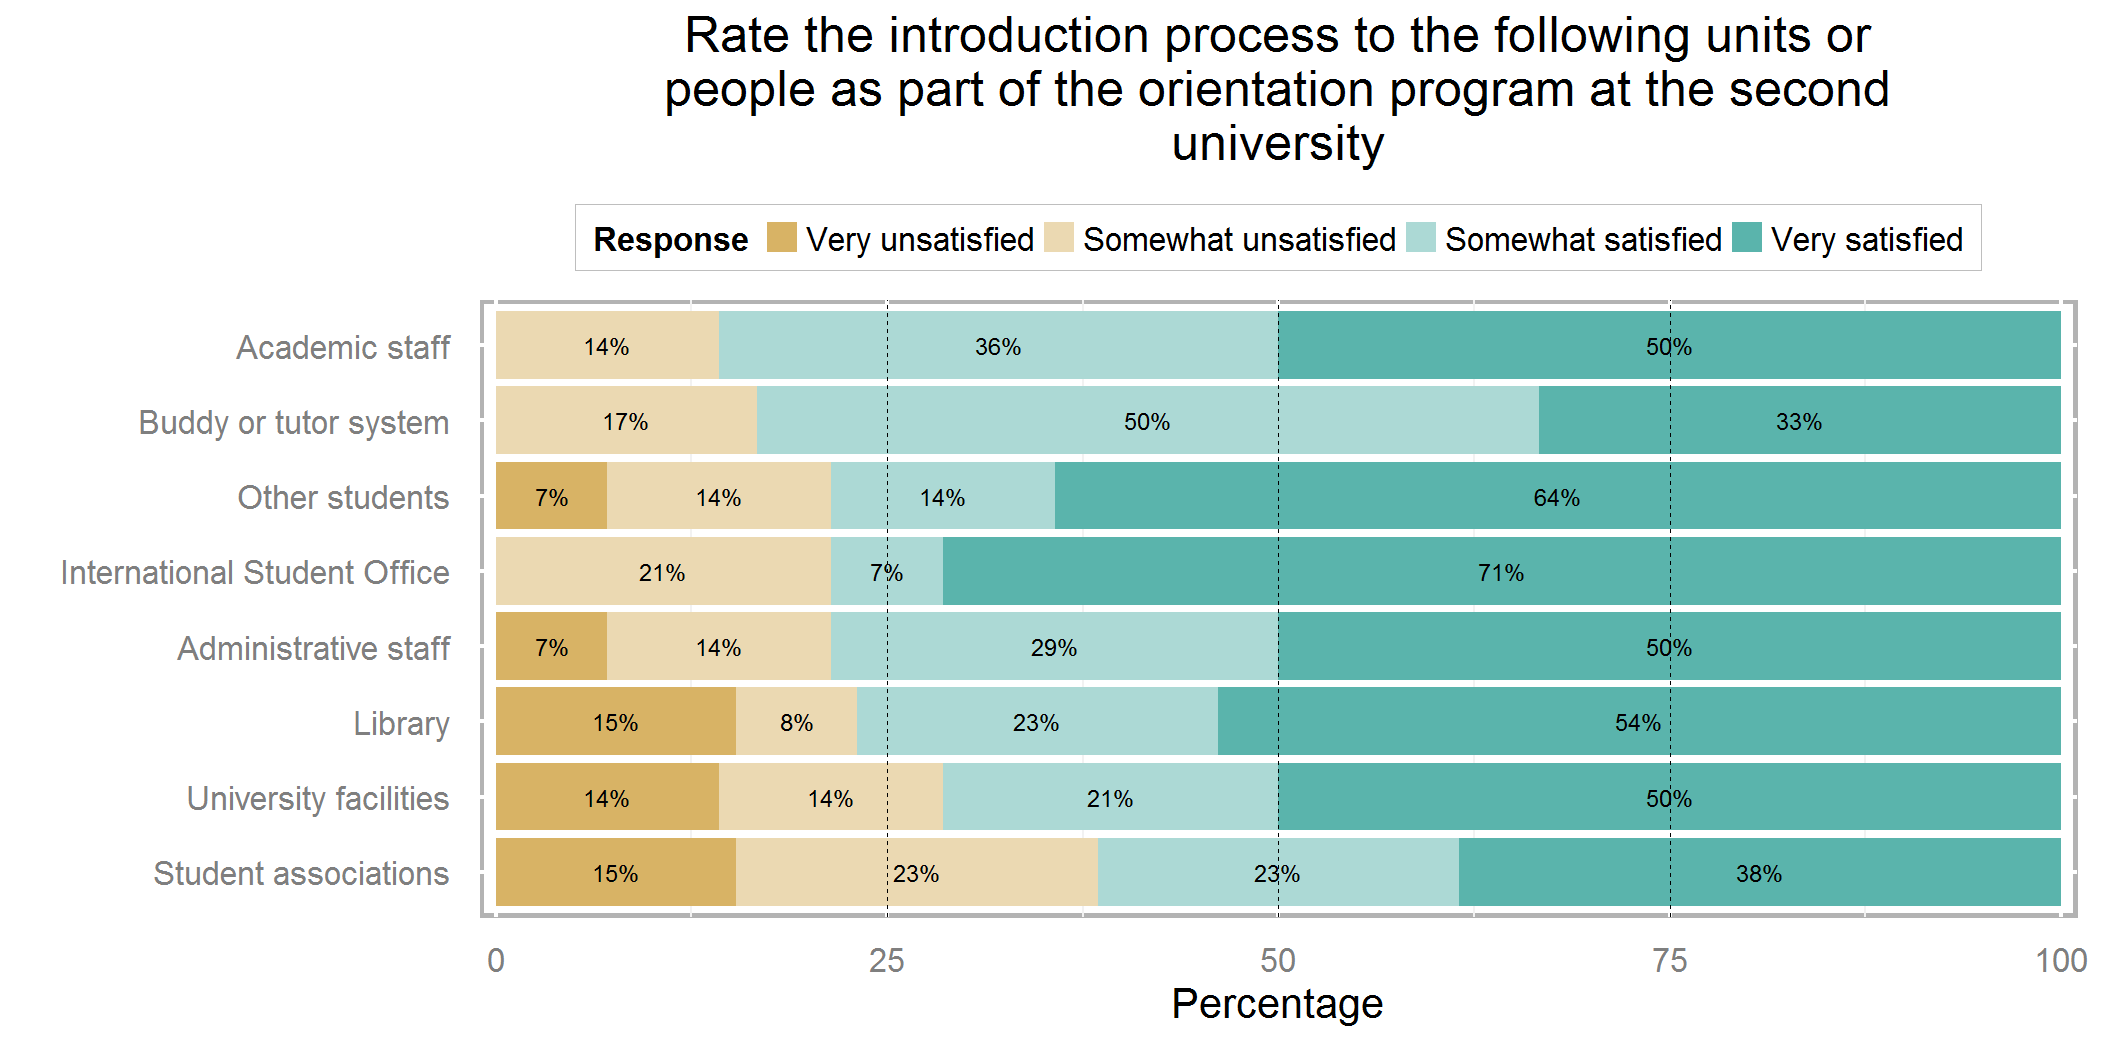 Rate the introduction process to the following units or
people as part of the orientation program at the second
university
Response Very unsatisfied Somewhat unsatisfied Somewhat satisfied Very satisfied
Academic staff 14% 36% 50%
Buddy or tutor system 17% 50% 33%
Other students 7% 14% 14% 64%
International Student Office 21% 7% 71%
Administrative staff 7% 14% 29% 50%
Library 15% 8% 23% 54%
University facilities 14% 14% 21% 50%
Student associations 15% 23% 23% 38%
0 25 50 75 100
Percentage